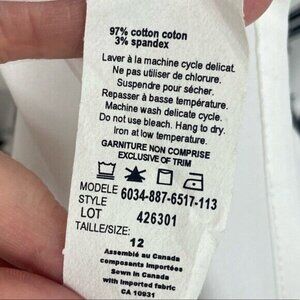 97% cotton coton
3% spandex
Laver à la machine cycle delicat.
Ne pas utiliser de chlorure.
Suspendre pour sécher.
Repasser à basse température.
Machine wash delicate cycle.
Do not use bleach. Hang to dry.
Iron at low temperature.
GARNITURE NON COMPRISE
EXCLUSIVE OF TRIM
MODELE 6034-887-6517-113
STYLE
LOT 426301
TAILLE/SIZE:
12
Assemblé au Canada
composants importées
Sewn in Canada
with imported fabric
CA 10931